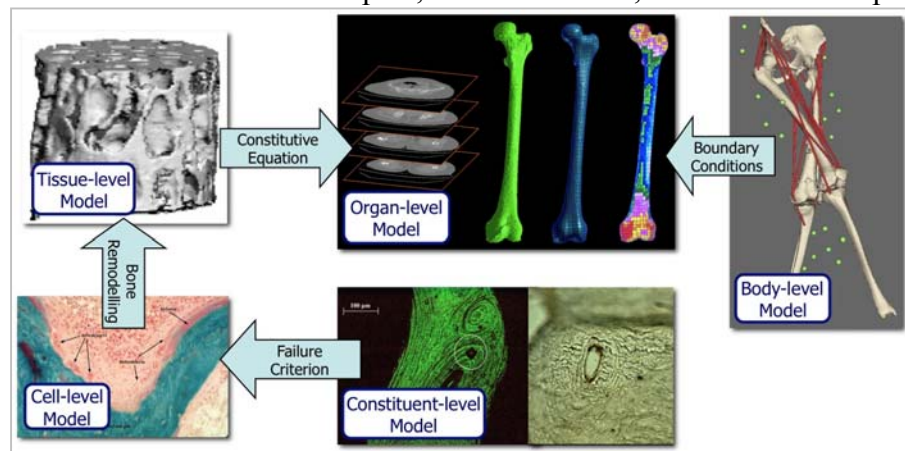 Tissue-level
Model
Constitutive
Equation
Organ-level
Model
Boundary
Conditions
Body-level
Model
Bone
Remodelling
Cell-level
Model
Failure
Criterion
100 µm
Constituent-level
Model